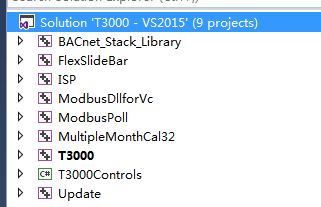 Solution 'T3000 - VS2015' (9 projects)
BACnet_Stack_Library
FlexSlideBar
ISP
ModbusDllforVc
ModbusPoll
MultipleMonthCal32
T3000
C# T3000Controls
Update